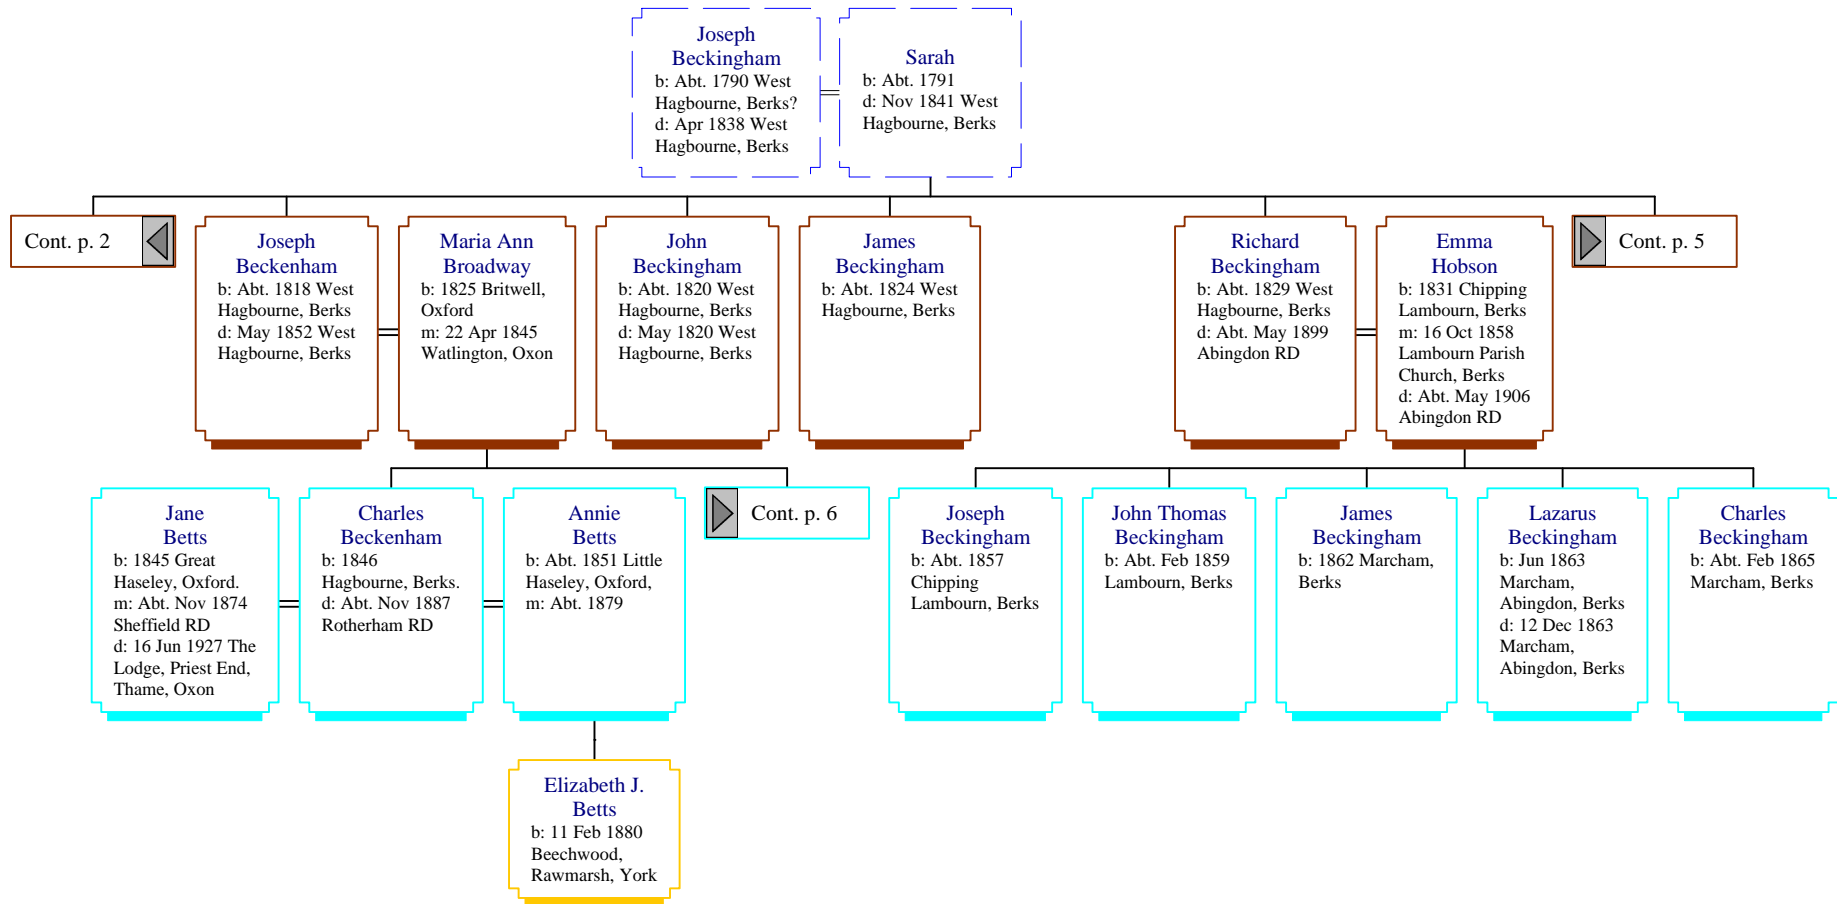 Joseph
Beckingham
b: Abt. 1790 West
Hagbourne, Berks?
d: Apr 1838 West
Hagbourne, Berks
Sarah
b: Abt. 1791
d: Nov 1841 West
Hagbourne, Berks
Cont. p. 2
Joseph
Beckenham
b: Abt. 1818 West
Hagbourne, Berks
d: May 1852 West
Hagbourne, Berks
Maria Ann
Broadway
b: 1825 Britwell,
Oxford
m: 22 Apr 1845
Watlington, Oxon
John
Beckingham
b: Abt. 1820 West
Hagbourne, Berks
d: May 1820 West
Hagbourne, Berks
James
Beckingham
b: Abt. 1824 West
Hagbourne, Berks
Richard
Beckingham
b: Abt. 1829 West
Hagbourne, Berks
d: Abt. May 1899
Abingdon RD
Emma
Hobson
b: 1831 Chipping
Lambourn, Berks
m: 16 Oct 1858
Lambourn Parish
Church, Berks
d: Abt. May 1906
Abingdon RD
Cont. p. 5
Jane
Betts
b: 1845 Great
Haseley, Oxford.
m: Abt. Nov 1874
Sheffield RD
d: 16 Jun 1927 The
Lodge, Priest End,
Thame, Oxon
Charles
Beckenham
b: 1846
Hagbourne, Berks.
d: Abt. Nov 1887
Rotherham RD
Annie
Betts
b: Abt. 1851 Little
Haseley, Oxford,
m: Abt. 1879
Cont. p. 6
Joseph
Beckingham
b: Abt. 1857
Chipping
Lambourn, Berks
John Thomas
Beckingham
b: Abt. Feb 1859
Lambourn, Berks
James
Beckingham
b: 1862 Marcham,
Berks
Lazarus
Beckingham
b: Jun 1863
Marcham,
Abingdon, Berks
d: 12 Dec 1863
Marcham,
Abingdon, Berks
Charles
Beckingham
b: Abt. Feb 1865
Marcham, Berks
Elizabeth J.
Betts
b: 11 Feb 1880
Beechwood,
Rawmarsh, York